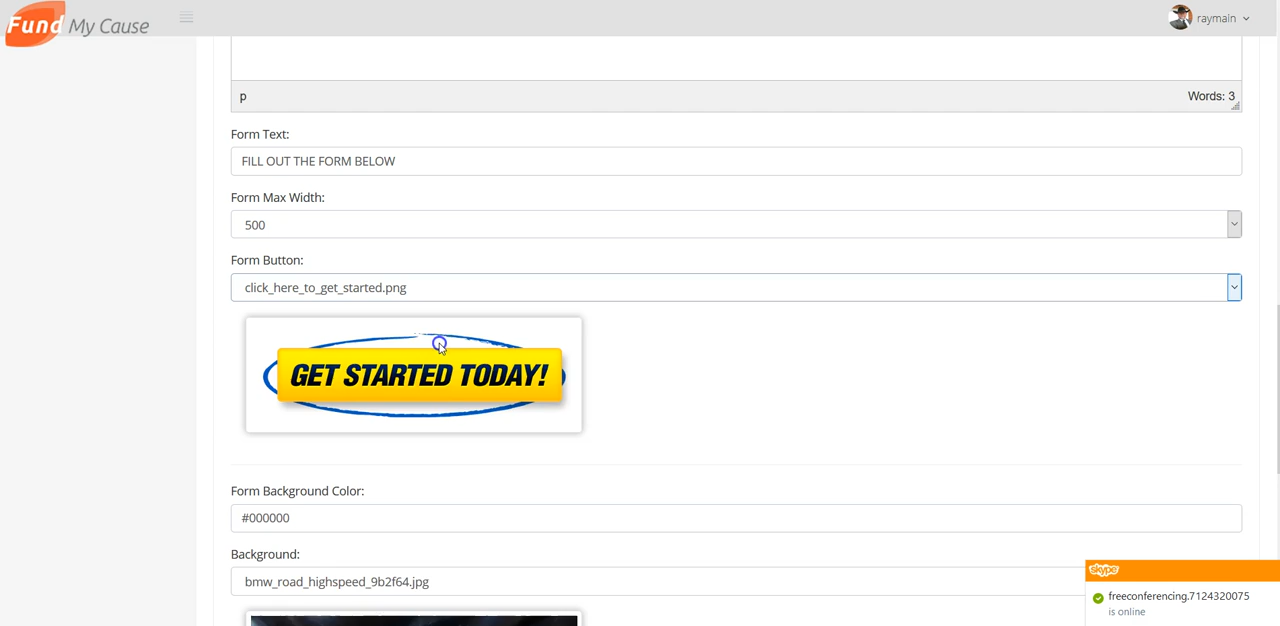 Fund My Cause
raymain
p
Words: 3
Form Text:
FILL OUT THE FORM BELOW
Form Max Width:
500
Form Button:
click_here_to_get_started.png
GET STARTED TODAY!
Form Background Color:
#000000
Background:
bmw_road_highspeed_9b2f64.jpg
skype
freeconferencing.7124320075
is online